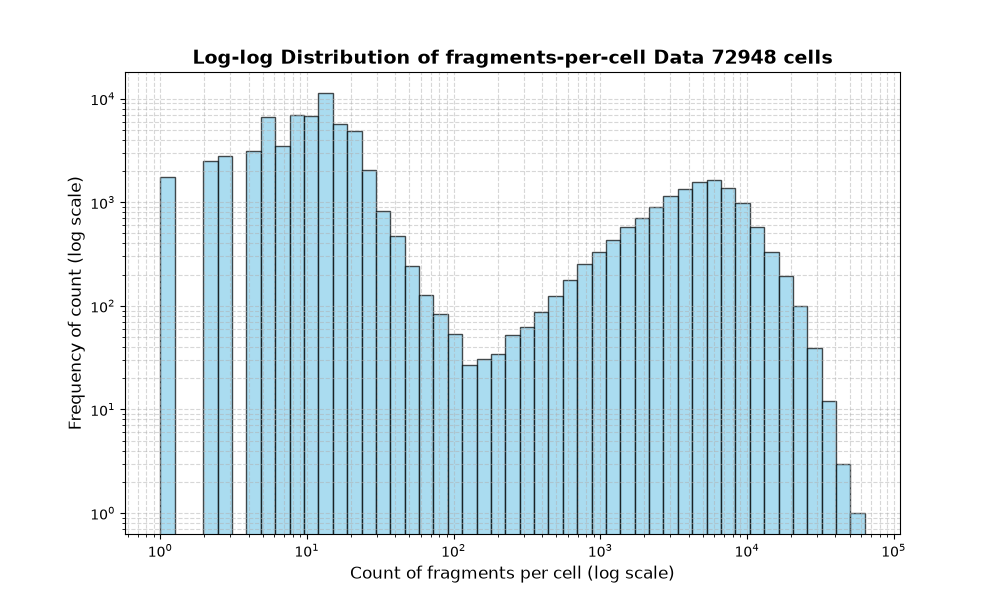 Log-log Distribution of fragments-per-cell Data 72948 cells
Frequency of count (log scale)
10⁴
10³
10²
10¹
10⁰
10⁰ 10¹ 10² 10³ 10⁴ 10⁵
Count of fragments per cell (log scale)